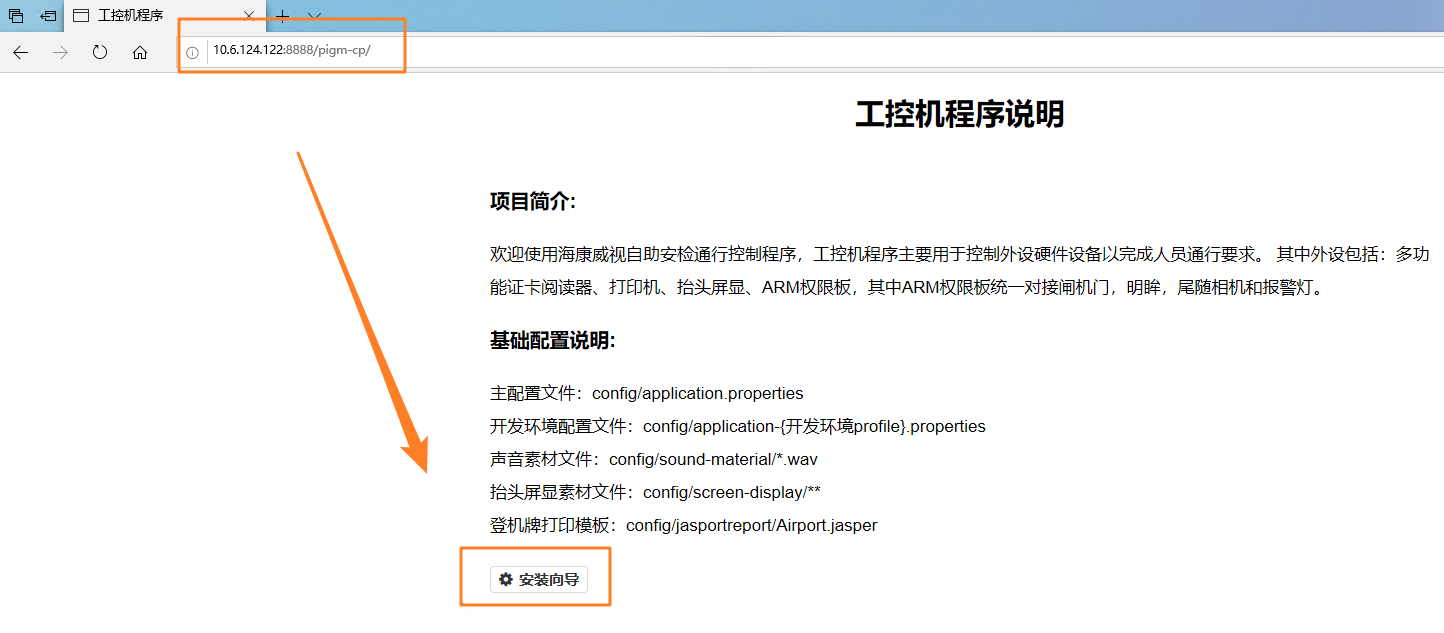 工控机程序
10.6.124.122:8888/pigm-cp/
工控机程序说明
项目简介:
欢迎使用海康威视自助安检通行控制程序，工控机程序主要用于控制外设硬件设备以完成人员通行要求。 其中外设包括：多功
能证卡阅读器、打印机、抬头屏显、ARM权限板，其中ARM权限板统一对接闸机门，明眸，尾随相机和报警灯。
基础配置说明:
主配置文件：config/application.properties
开发环境配置文件：config/application-{开发环境profile}.properties
声音素材文件：config/sound-material/*.wav
抬头屏显素材文件：config/screen-display/**
登机牌打印模板：config/jasportreport/Airport.jasper
安装向导